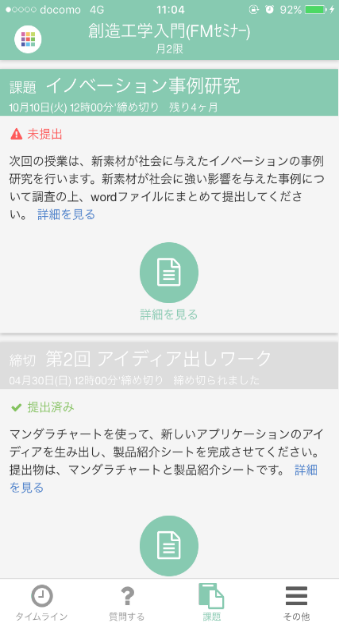 docomo 4G 11:04 92%
創造工学入門(FMｾﾐﾅｰ)
月2限
課題 イノベーション事例研究
10月10日(火) 12時00分〆締め切り 残り4ヶ月
未提出
次回の授業は、新素材が社会に与えたイノベーションの事例
研究を行います。新素材が社会に強い影響を与えた事例につ
いて調査の上、wordファイルにまとめて提出してくださ
い。 詳細を見る
詳細を見る
締切 第2回 アイディア出しワーク
04月30日(日) 12時00分〆締め切り 締め切られました
提出済み
マンダラチャートを使って、新しいアプリケーションのアイ
ディアを生み出し、製品紹介シートを完成させてください。
提出物は、マンダラチャートと製品紹介シートです。 詳細
を見る
タイムライン 質問する 課題 その他